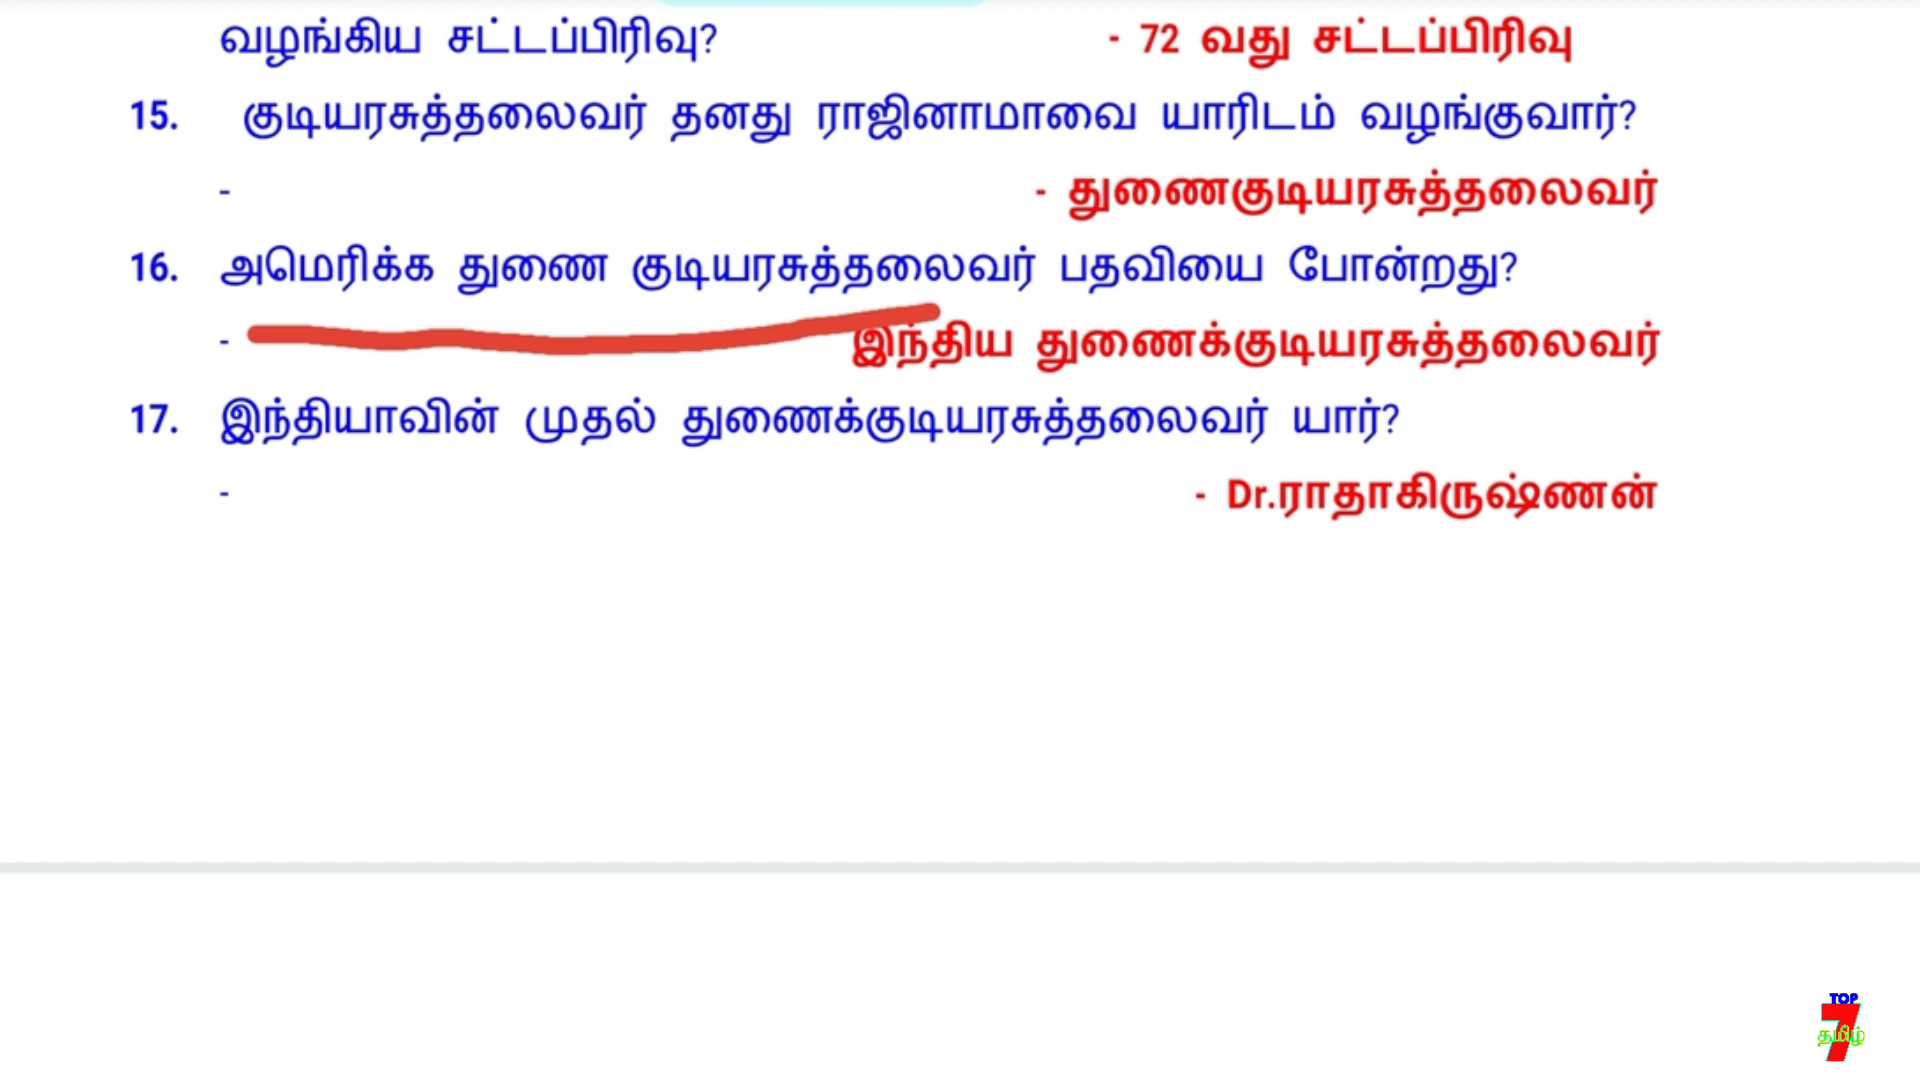 வழங்கிய சட்டப்பிரிவு? - 72 வது சட்டப்பிரிவு
15. குடியரசுத்தலைவர் தனது ராஜினாமாவை யாரிடம் வழங்குவார்?
- - துணைகுடியரசுத்தலைவர்
16. அமெரிக்க துணை குடியரசுத்தலைவர் பதவியை போன்றது?
- இந்திய துணைக்குடியரசுத்தலைவர்
17. இந்தியாவின் முதல் துணைக்குடியரசுத்தலைவர் யார்?
- - Dr.ராதாகிருஷ்ணன்
TOP
7
தமிழ்